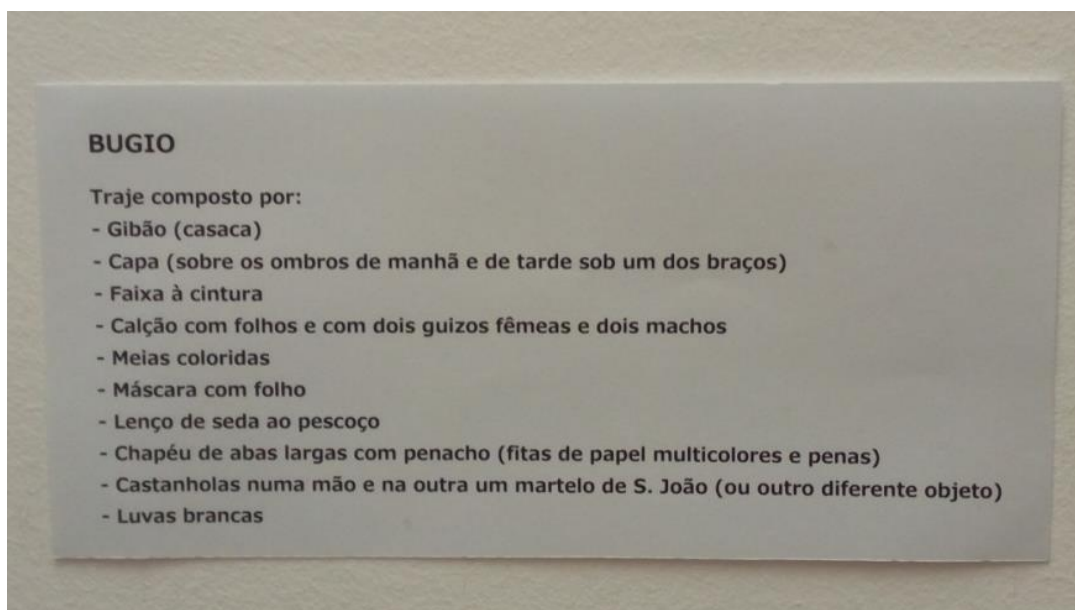 BUGIO
Traje composto por:
- Gibão (casaca)
- Capa (sobre os ombros de manhã e de tarde sob um dos braços)
- Faixa à cintura
- Calção com folhos e com dois guizos fêmeas e dois machos
- Meias coloridas
- Máscara com folho
- Lenço de seda ao pescoço
- Chapéu de abas largas com penacho (fitas de papel multicolores e penas)
- Castanholas numa mão e na outra um martelo de S. João (ou outro diferente objeto)
- Luvas brancas